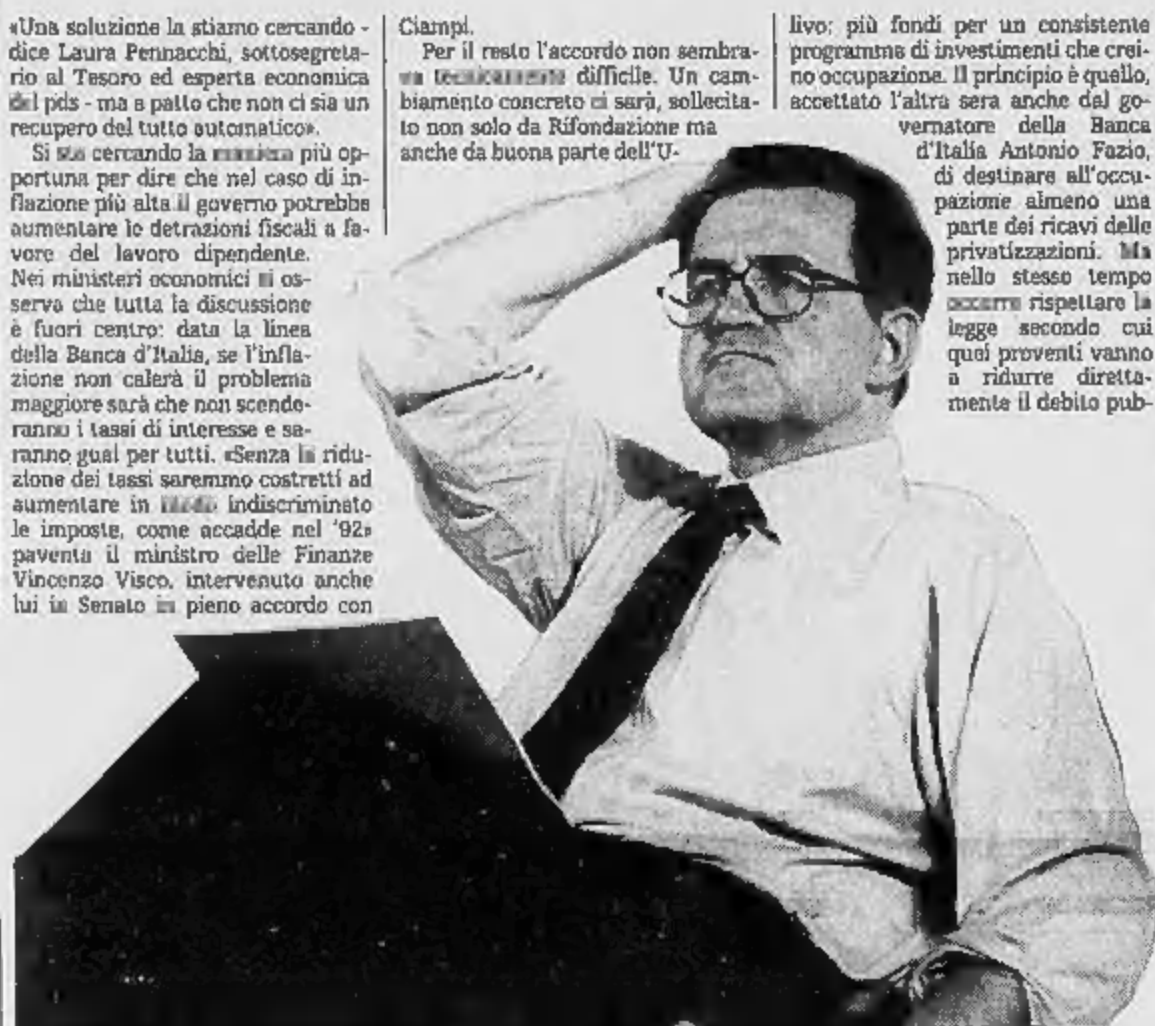 «Una soluzione la stiamo cercando -
dice Laura Pennacchi, sottosegreta-
rio al Tesoro ed esperta economica
del pds - ma a patto che non ci sia un
recupero del tutto automatico».
Si sta cercando la maniera più op-
portuna per dire che nel caso di in-
flazione più alta il governo potrebbe
aumentare le detrazioni fiscali a fa-
vore del lavoro dipendente.
Nei ministeri economici si os-
serva che tutta la discussione
è fuori centro: data la linea
della Banca d'Italia, se l'infla-
zione non calerà il problema
maggiore sarà che non scende-
ranno i tassi di interesse e sa-
ranno guai per tutti. «Senza la ridu-
zione dei tassi saremmo costretti ad
aumentare in modo indiscriminato
le imposte, come accadde nel '92»
paventa il ministro delle Finanze
Vincenzo Visco, intervenuto anche
lui in Senato in pieno accordo con
Ciampi.
Per il resto l'accordo non sembra-
va tecnicamente difficile. Un cam-
biamento concreto ci sarà, sollecita-
to non solo da Rifondazione ma
anche da buona parte dell'U-
livo: più fondi per un consistente
programma di investimenti che crei-
no occupazione. Il principio è quello,
accettato l'altra sera anche dal go-
vernatore della Banca
d'Italia Antonio Fazio,
di destinare all'occu-
pazione almeno una
parte dei ricavi delle
privatizzazioni. Ma
nello stesso tempo
occorre rispettare la
legge secondo cui
quei proventi vanno
a ridurre diretta-
mente il debito pub-